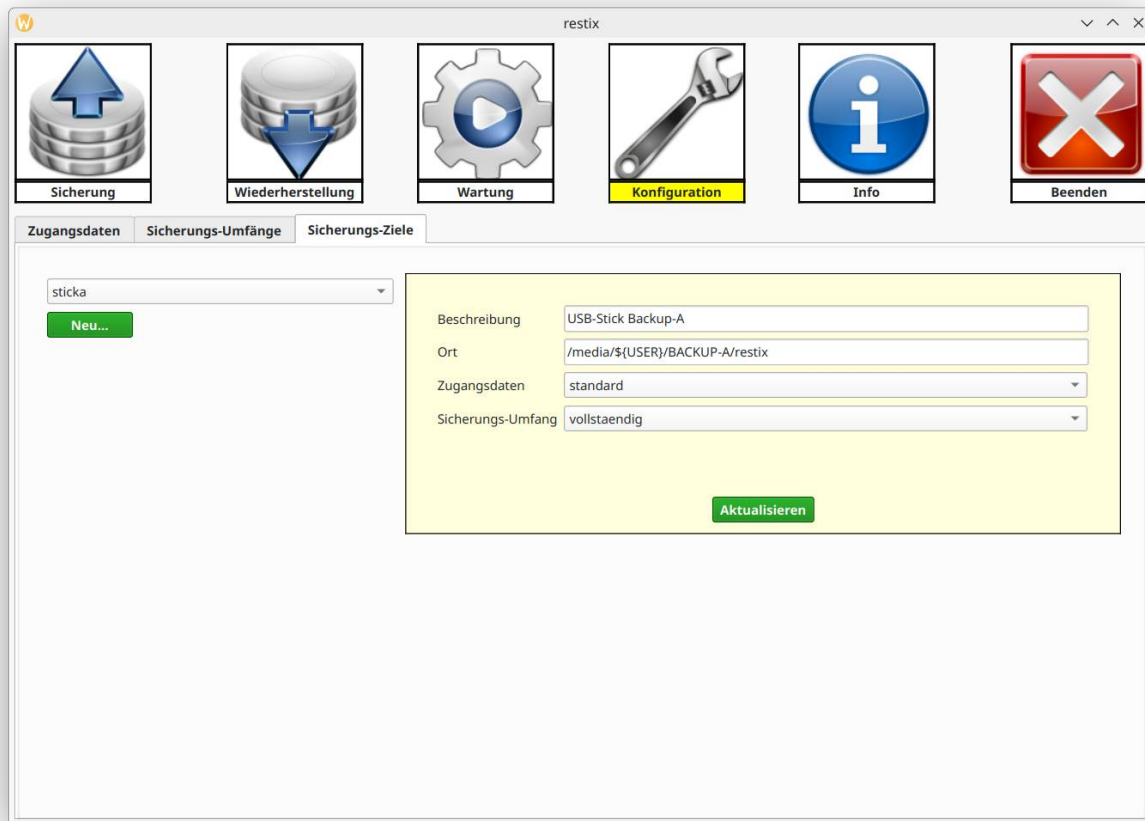 restix
Sicherung
Wiederherstellung
Wartung
Konfiguration
Info
Beenden
Zugangsdaten
Sicherungs-Umfänge
Sicherungs-Ziele
sticka
Neu...
Beschreibung
USB-Stick Backup-A
Ort
/media/${USER}/BACKUP-A/restix
Zugangsdaten
standard
Sicherungs-Umfang
vollstaendig
Aktualisieren